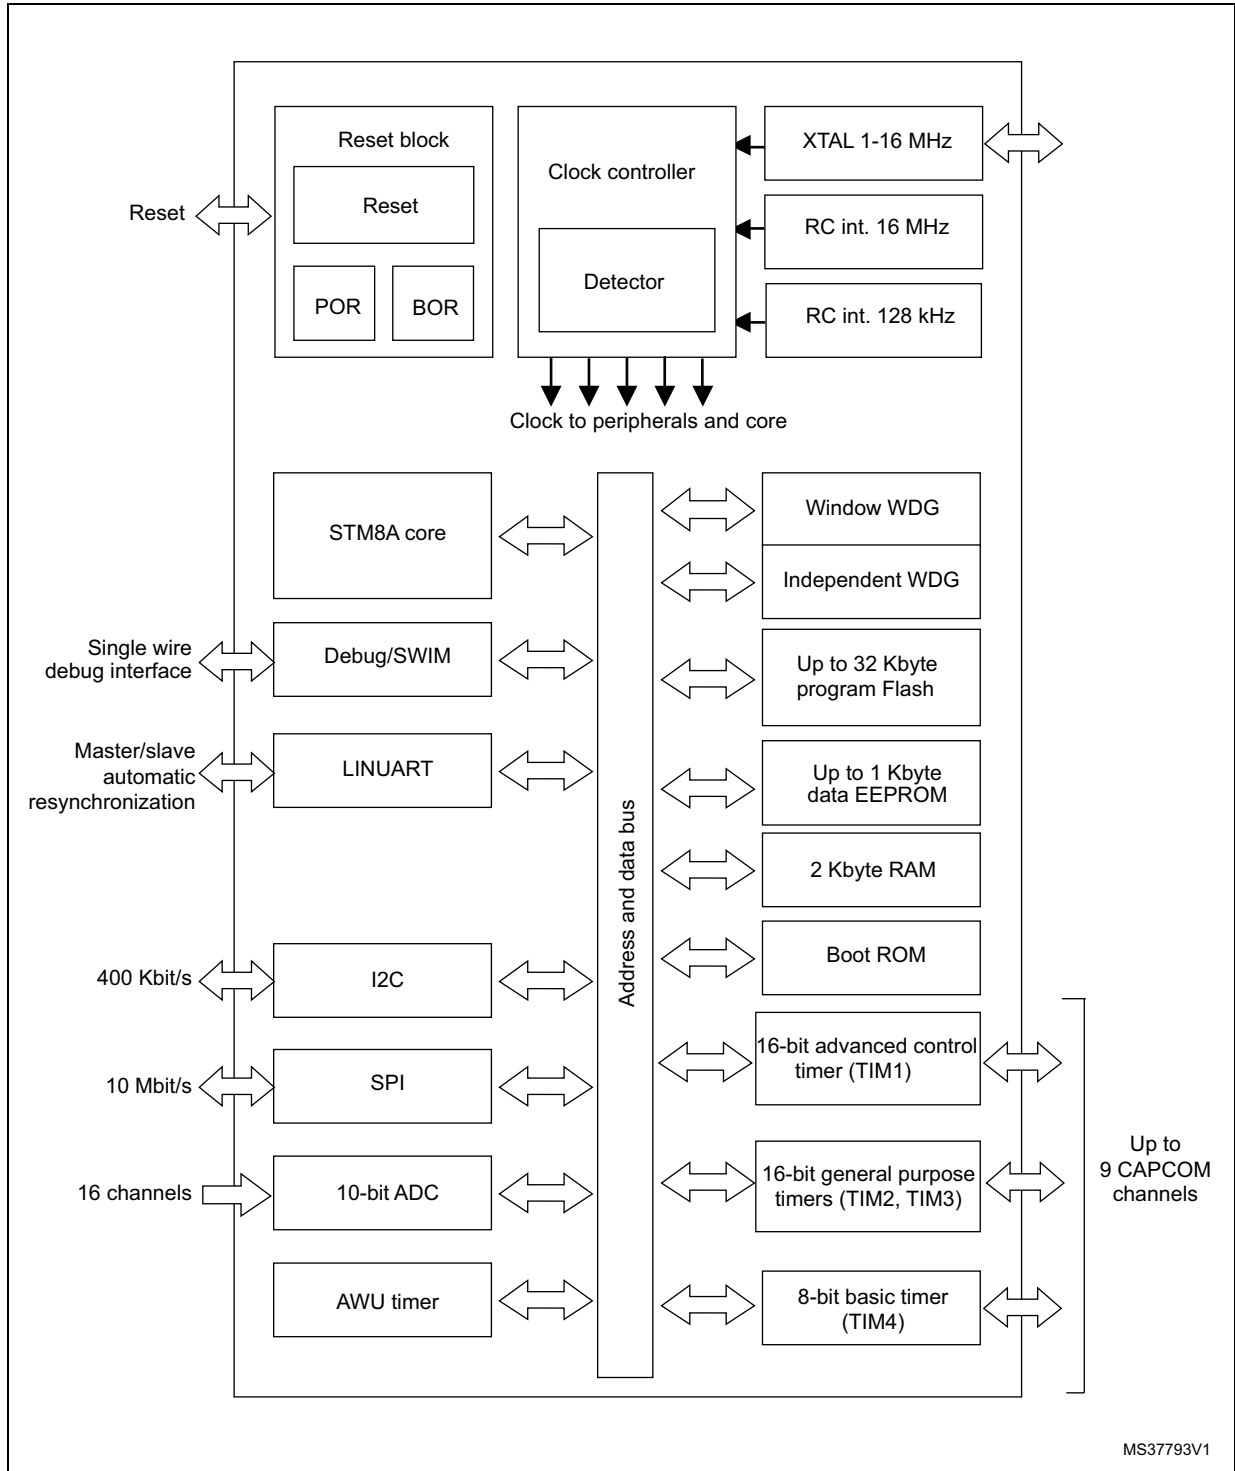 Reset block
Reset
POR
BOR
Reset
Clock controller
Detector
XTAL 1-16 MHz
RC int. 16 MHz
RC int. 128 kHz
Clock to peripherals and core
STM8A core
Single wire
debug interface
Debug/SWIM
Master/slave
automatic
resynchronization
LINUART
400 Kbit/s
I2C
10 Mbit/s
SPI
16 channels
10-bit ADC
AWU timer
Address and data bus
Window WDG
Independent WDG
Up to 32 Kbyte
program Flash
Up to 1 Kbyte
data EEPROM
2 Kbyte RAM
Boot ROM
16-bit advanced control
timer (TIM1)
16-bit general purpose
timers (TIM2, TIM3)
8-bit basic timer
(TIM4)
Up to
9 CAPCOM
channels
MS37793V1